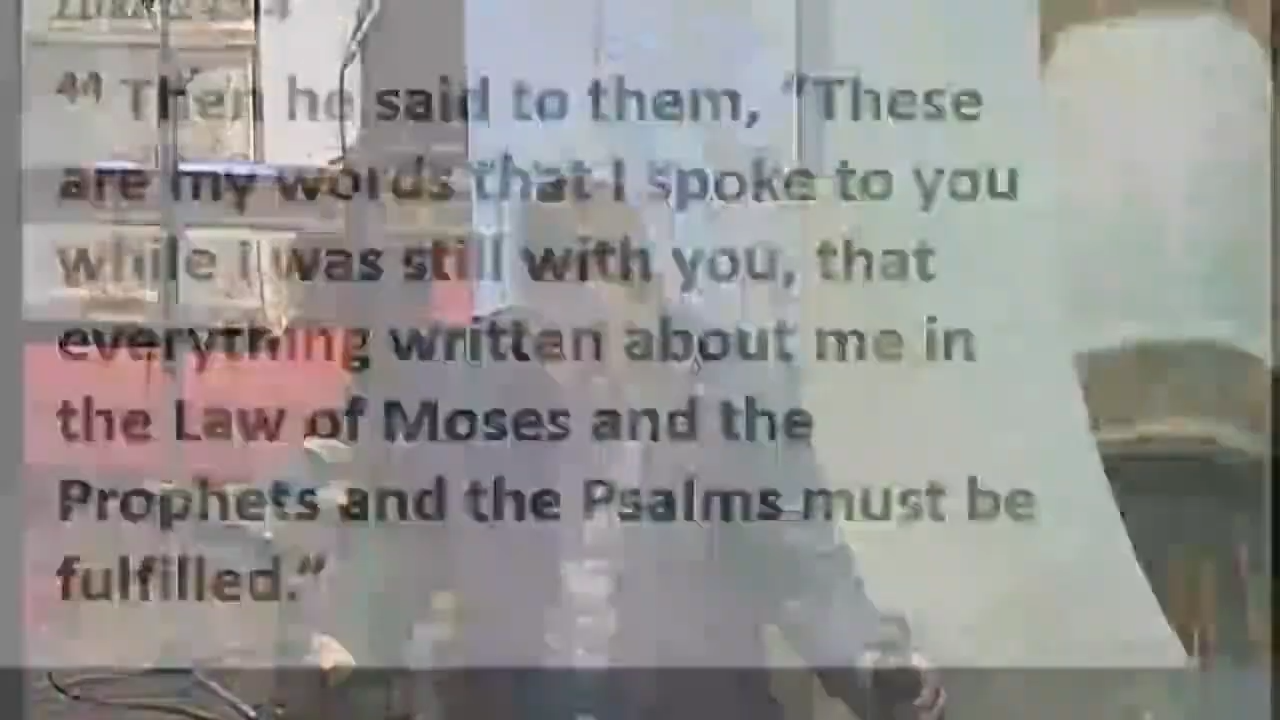 44 Then he said to them, “These
are my words that I spoke to you
while i was still with you, that
everything written about me in
the Law of Moses and the
Prophets and the Psalms must be
fulfilled.”